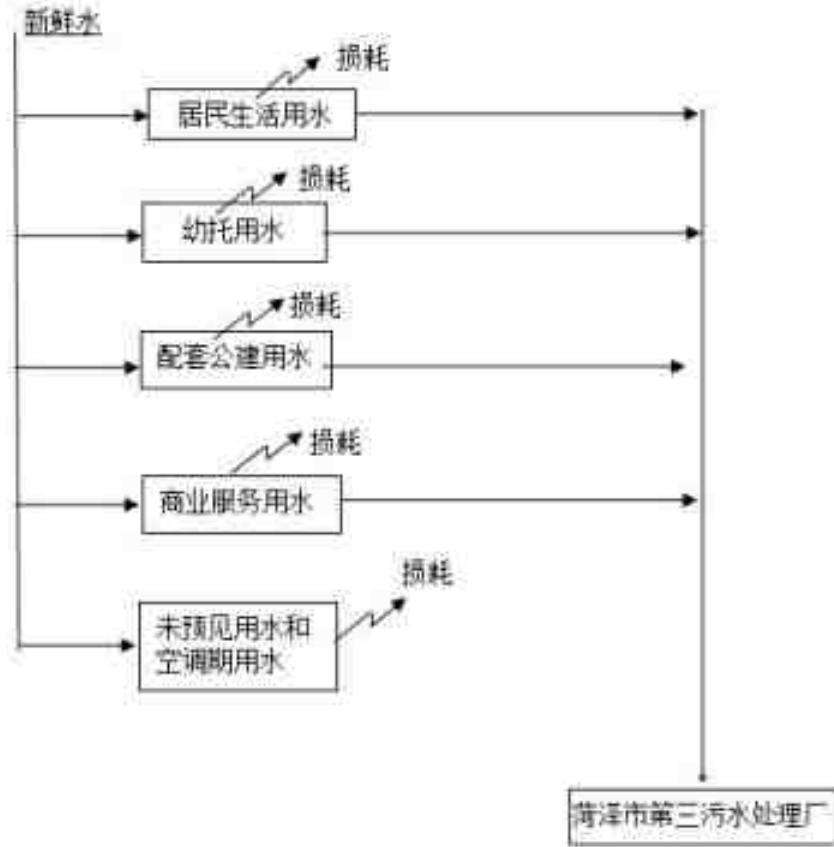 新鲜水
损耗
居民生活用水
损耗
幼托用水
损耗
配套公建用水
损耗
商业服务用水
损耗
未预见用水和
空调期用水
菏泽市第三污水处理厂